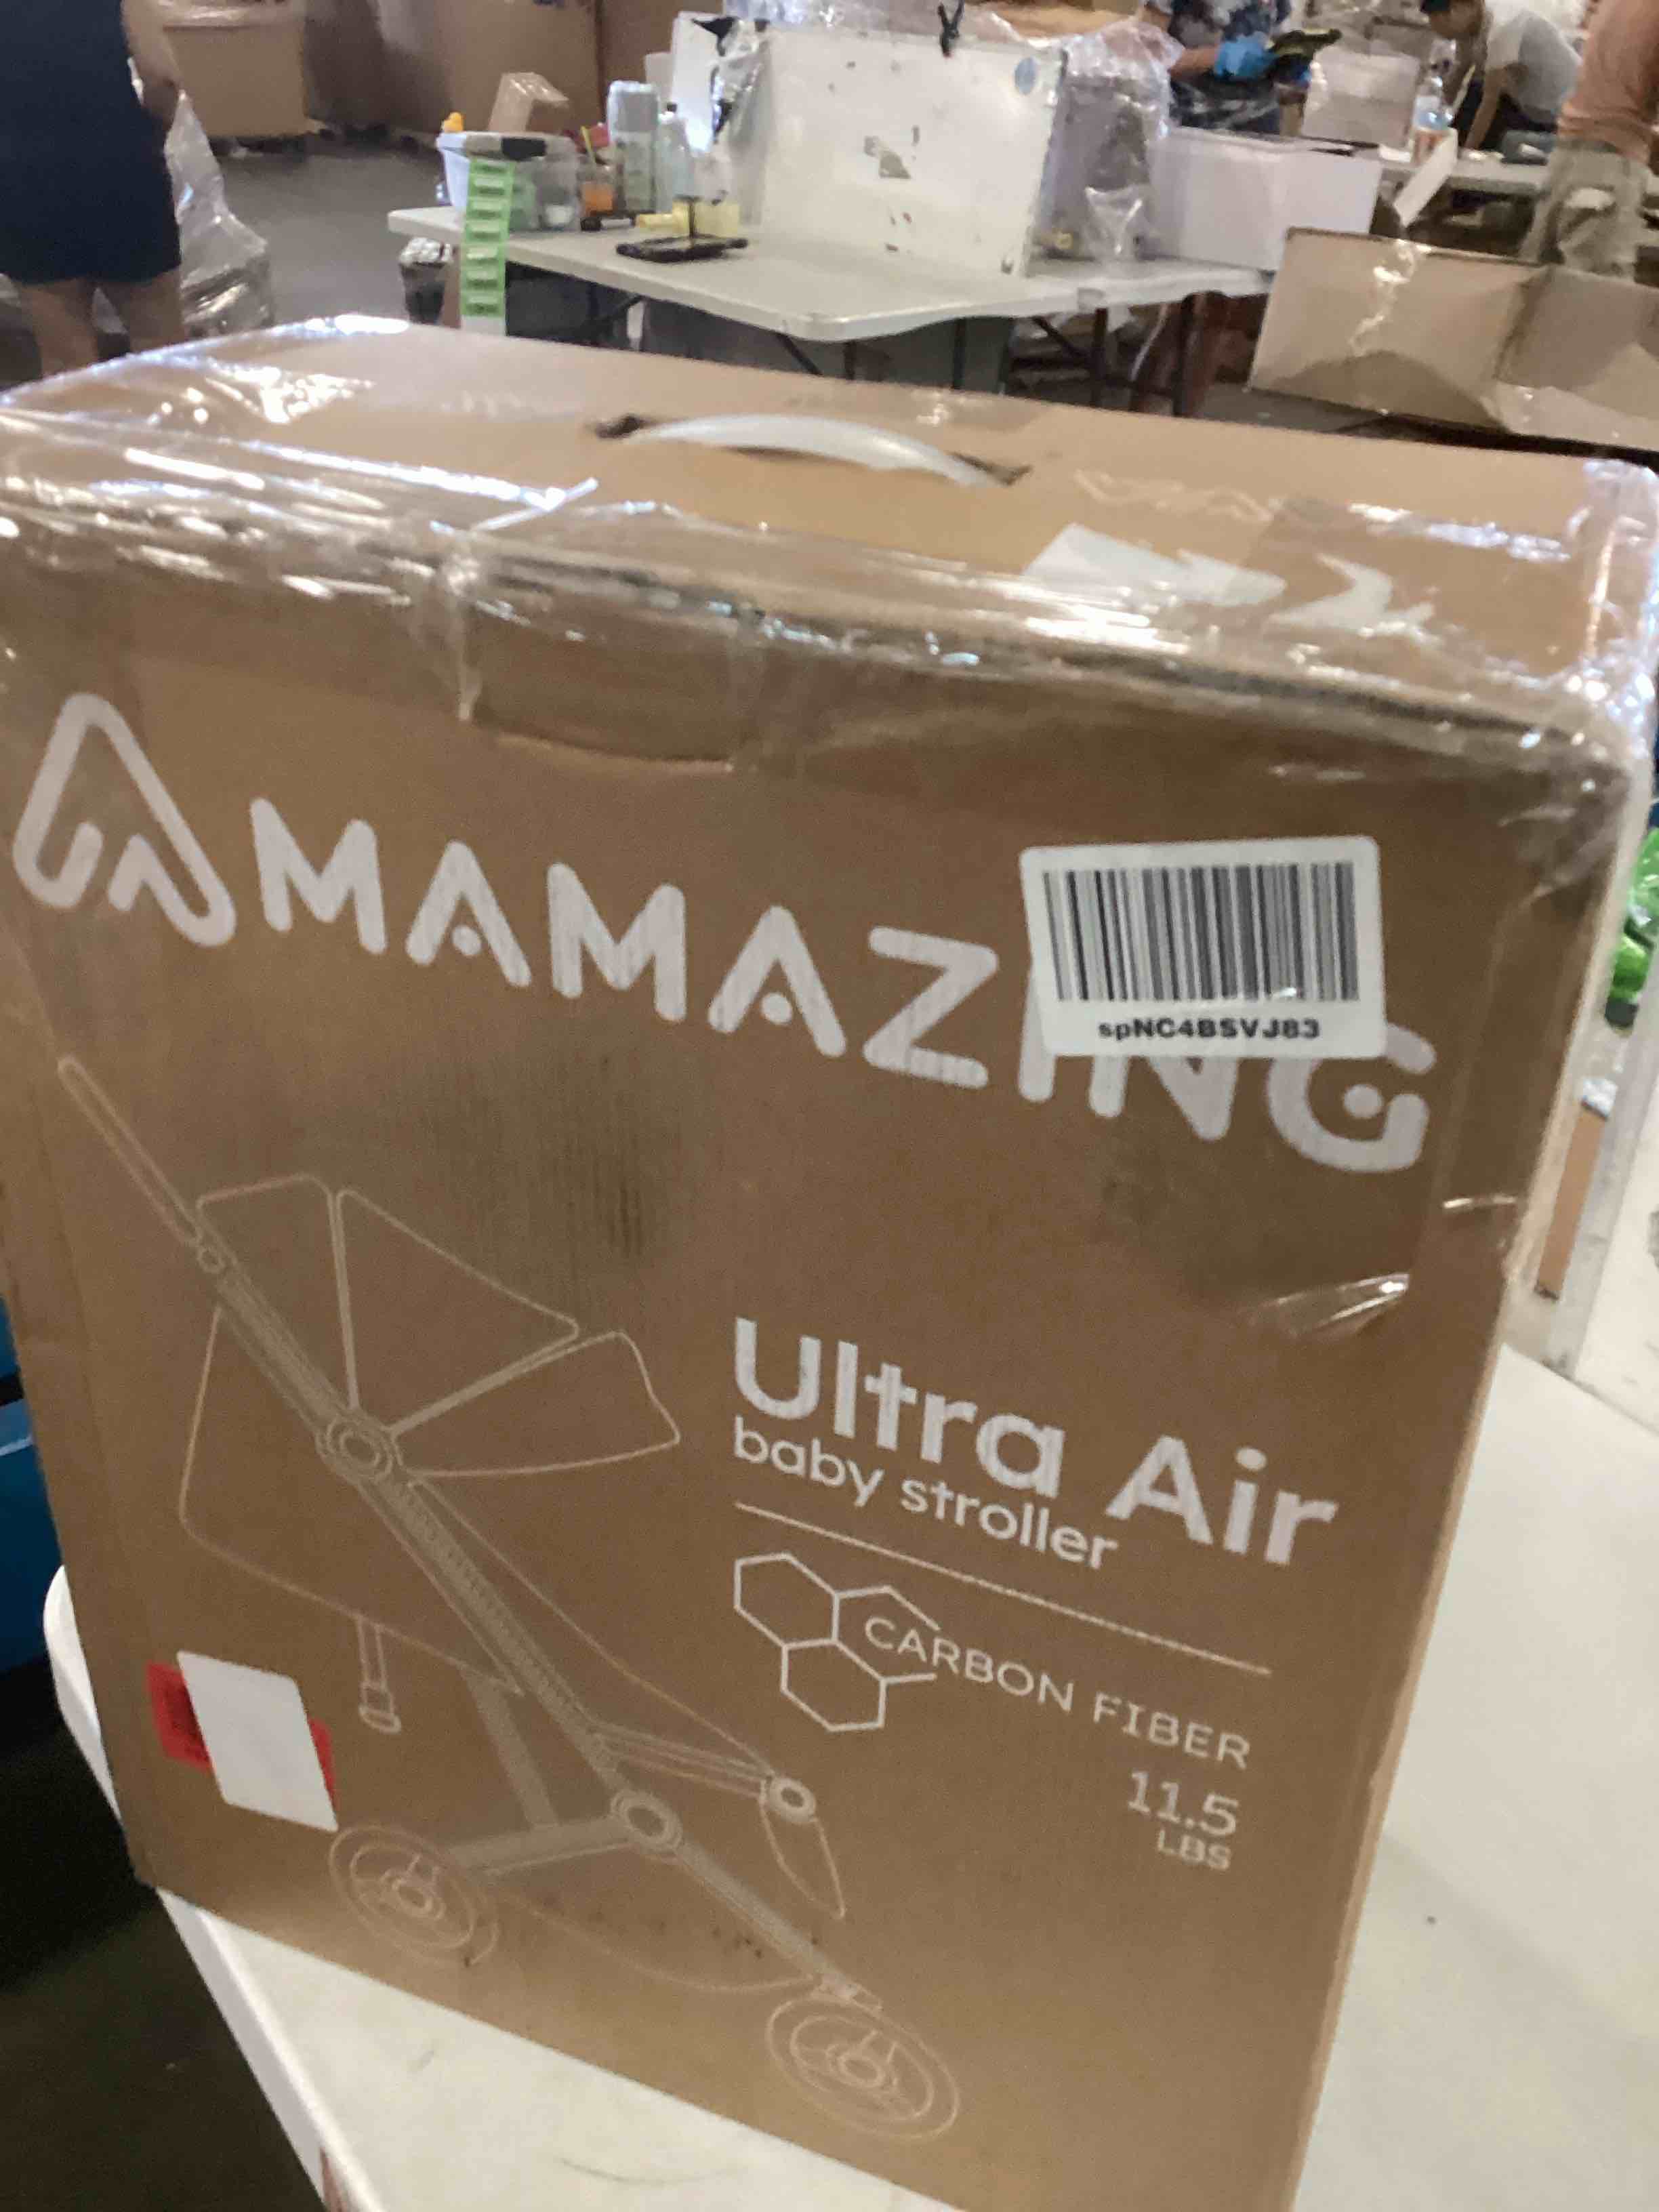 MAMAZING
spNC4BSVJ83
Ultra Air
baby stroller
CARBON FIBER
11.5
LBS